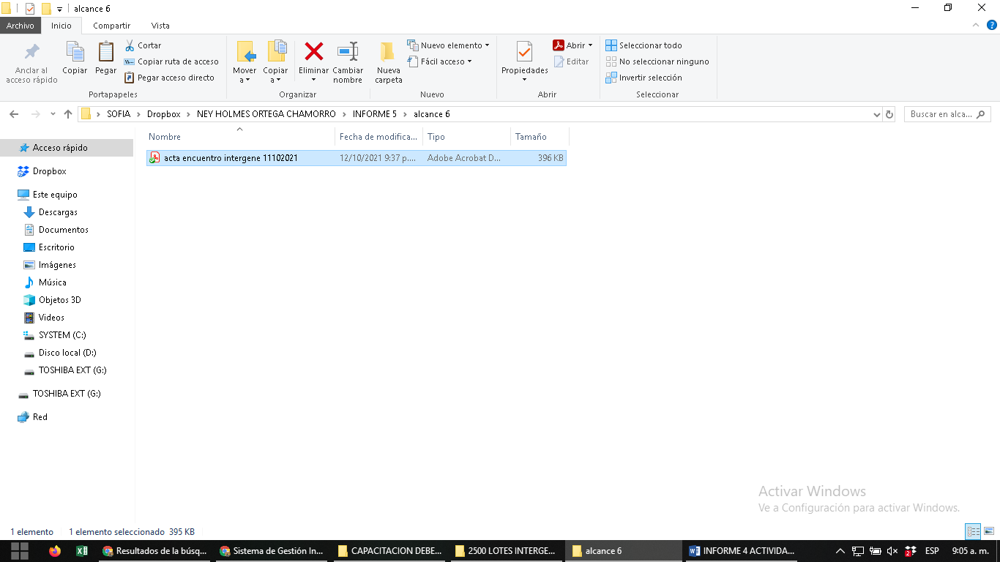 alcance 6
Archivo Inicio Compartir Vista
Anclar al acceso rápido
Copiar
Pegar
Cortar
Copiar ruta de acceso
Pegar acceso directo
Portapapeles
Mover a
Copiar a
Eliminar
Cambiar nombre
Organizar
Nueva carpeta
Nuevo elemento
Fácil acceso
Nuevo
Propiedades
Abrir
Editar
Abrir
Seleccionar todo
No seleccionar ninguno
Invertir selección
Seleccionar
SOFIA > Dropbox > NEY HOLMES ORTEGA CHAMORRO > INFORME 5 > alcance 6
Buscar en alca...
Nombre Fecha de modifica... Tipo Tamaño
acta encuentro intergene 11102021 12/10/2021 9:37 p.... Adobe Acrobat D... 396 KB
Acceso rápido
Dropbox
Este equipo
Descargas
Documentos
Escritorio
Imágenes
Música
Objetos 3D
Videos
SYSTEM (C:)
Disco local (D:)
TOSHIBA EXT (G:)
TOSHIBA EXT (G:)
Red
Activar Windows
Ve a Configuración para activar Windows.
1 elemento 1 elemento seleccionado 395 KB
Resultados de la búsq... Sistema de Gestión In... CAPACITACION DEBE... 2500 LOTES INTERGE... alcance 6 INFORME 4 ACTIVIDA... 2 ESP 9:05 a. m.